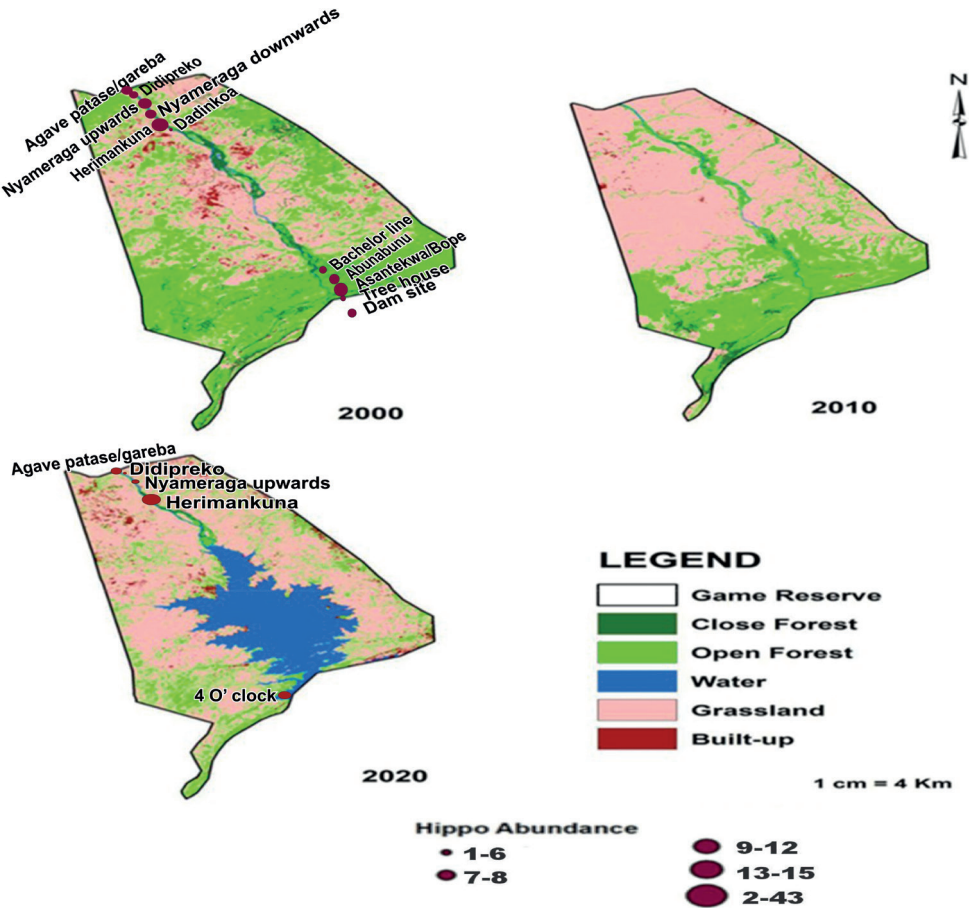 Agave patase/gareba
Didipreko
Nyameraga downwards
Nyameraga upwards
Dadinkoa
Herimankuna
Bachelor line
Abunabunu
Asantekwa/Bope
Tree house
Dam site
2000
N
2010
Agave patase/gareba
Didipreko
Nyameraga upwards
Herimankuna
4 O' clock
2020
LEGEND
Game Reserve
Close Forest
Open Forest
Water
Grassland
Built-up
1 cm = 4 Km
Hippo Abundance
1-6
7-8
9-12
13-15
2-43